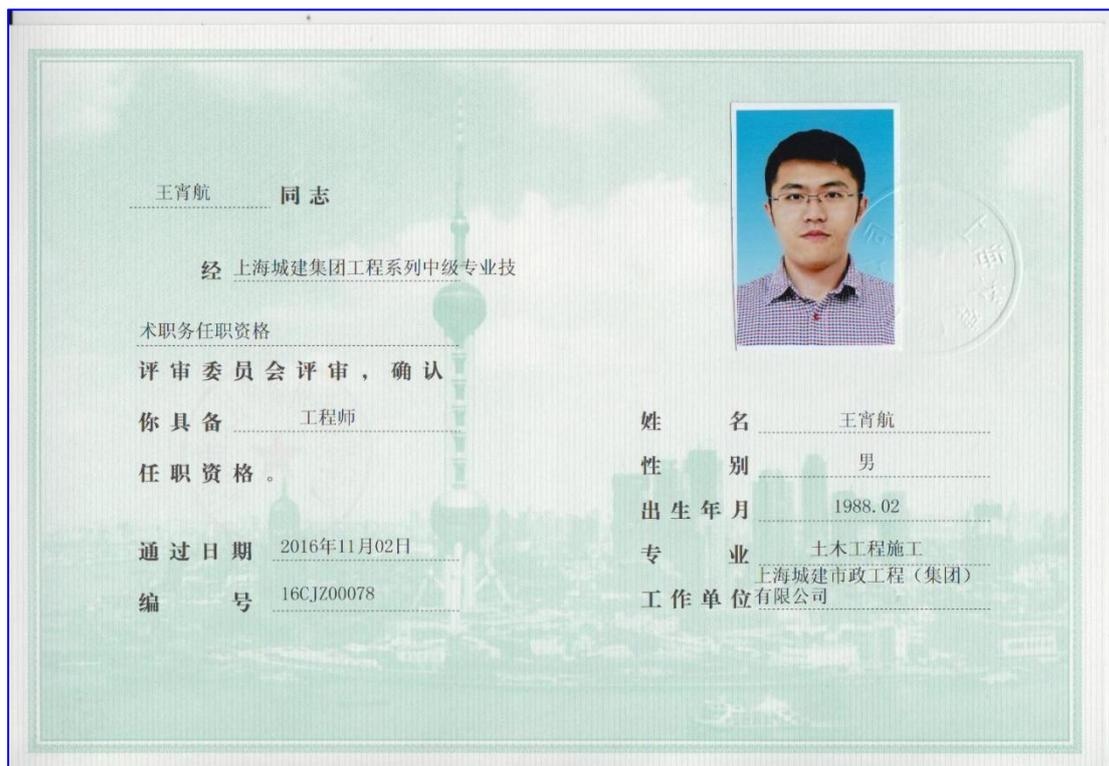 王宵航 同志
经 上海城建集团工程系列中级专业技
术职务任职资格
评审委员会评审，确认
你具备 工程师
任职资格。
通过日期 2016年11月02日
编号 16CJZ00078
姓名 王宵航
性别 男
出生年月 1988.02
专业 土木工程施工
上海城建市政工程（集团）
工作单位 有限公司